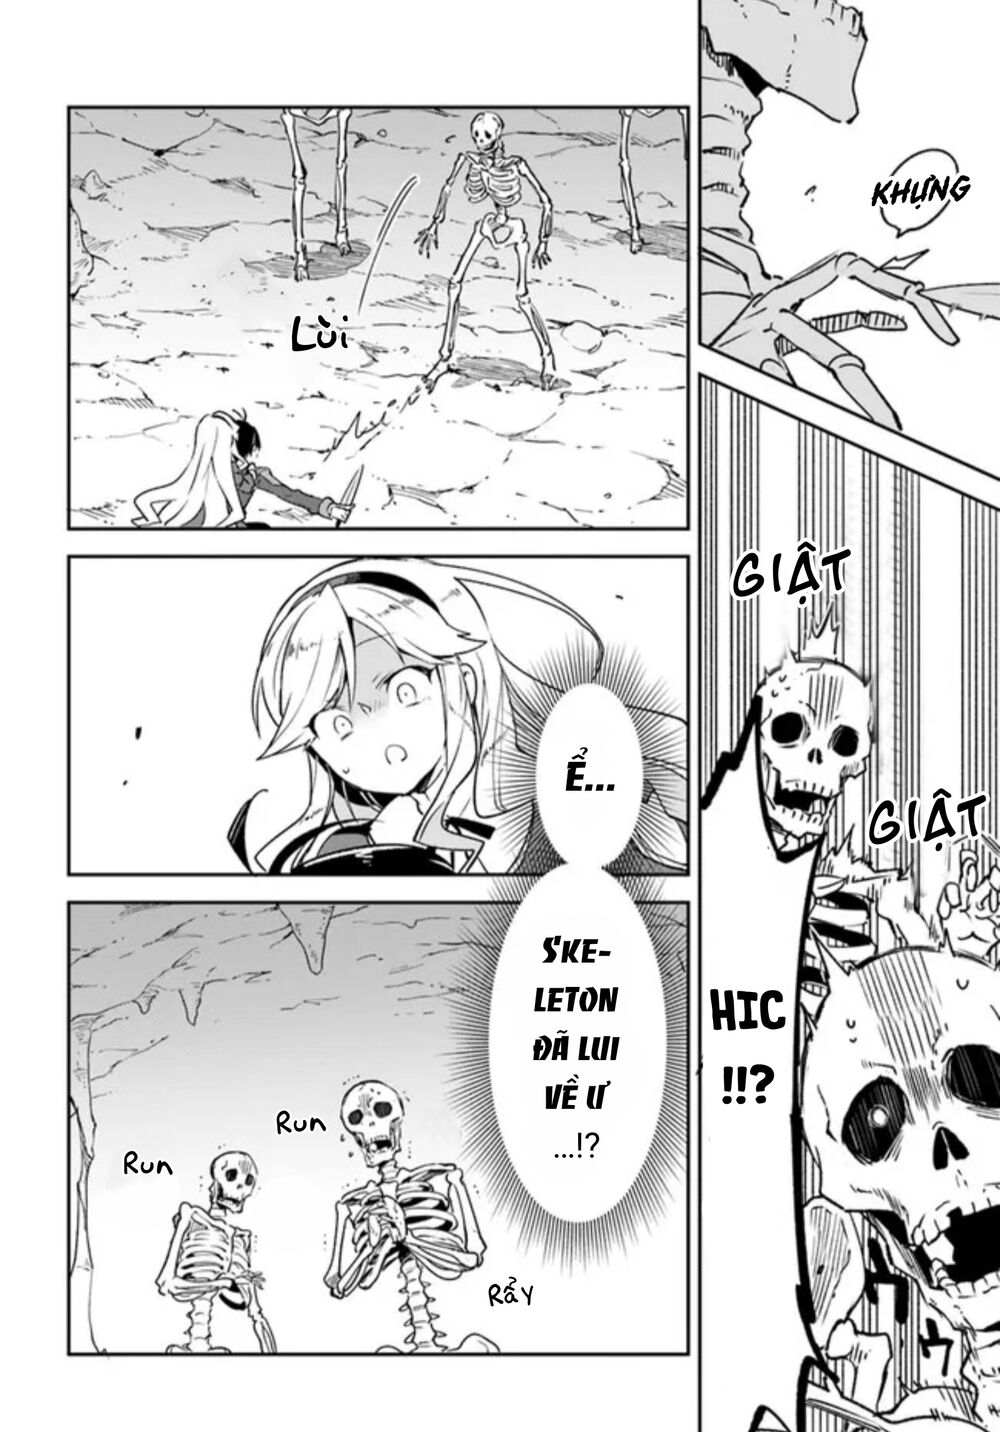 KHỰNG
GIẬT
GIẬT
HIC
!!?
Lùi
Ể...
SKE-
LETON
ĐÃ LUI
VỀ Ư
...!?
Run
Run
RẩY